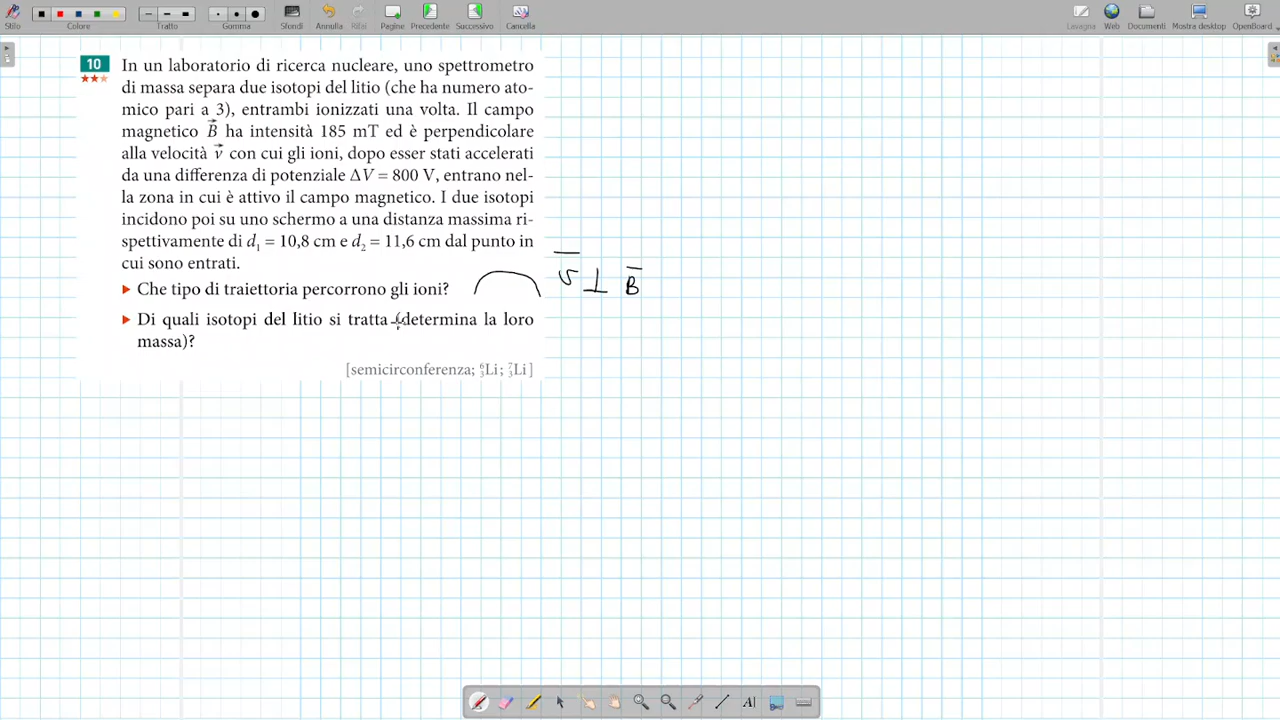 Stilo
Colore
Tratto
Gomma
Sfondi
Annulla
Rifai
Pagine
Precedente
Successivo
Cancella
Lavagna
Web
Documenti
Mostra desktop
OpenBoard
10
In un laboratorio di ricerca nucleare, uno spettrometro
di massa separa due isotopi del litio (che ha numero ato-
mico pari a 3), entrambi ionizzati una volta. Il campo
magnetico B⃗ ha intensità 185 mT ed è perpendicolare
alla velocità v⃗ con cui gli ioni, dopo esser stati accelerati
da una differenza di potenziale ΔV = 800 V, entrano nel-
la zona in cui è attivo il campo magnetico. I due isotopi
incidono poi su uno schermo a una distanza massima ri-
spettivamente di d₁ = 10,8 cm e d₂ = 11,6 cm dal punto in
cui sono entrati.
▶ Che tipo di traiettoria percorrono gli ioni?
v̅ ⊥ B̅
▶ Di quali isotopi del litio si tratta (determina la loro
massa)?
[semicirconferenza; ⁶₃Li; ⁷₃Li]
AI